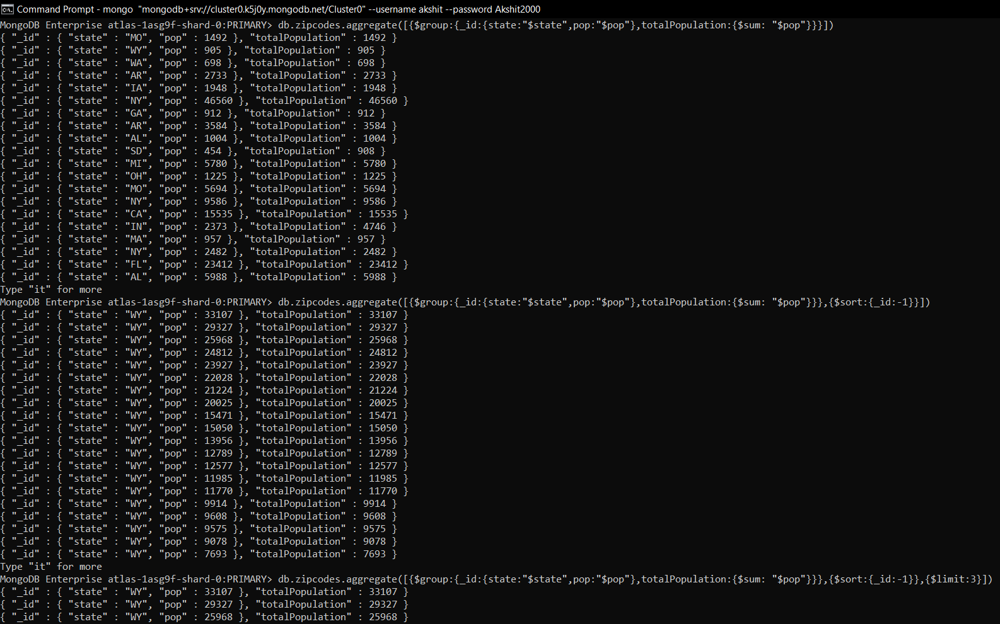 Command Prompt - mongo "mongodb+srv://cluster0.k5j0y.mongodb.net/Cluster0" --username akshit --password Akshit2000
MongoDB Enterprise atlas-1asg9f-shard-0:PRIMARY> db.zipcodes.aggregate([{$group:{_id:{state:"$state",pop:"$pop"},totalPopulation:{$sum: "$pop"}}}])
{ "_id" : { "state" : "MO", "pop" : 1492 }, "totalPopulation" : 1492 }
{ "_id" : { "state" : "WY", "pop" : 905 }, "totalPopulation" : 905 }
{ "_id" : { "state" : "WA", "pop" : 698 }, "totalPopulation" : 698 }
{ "_id" : { "state" : "AR", "pop" : 2733 }, "totalPopulation" : 2733 }
{ "_id" : { "state" : "IA", "pop" : 1948 }, "totalPopulation" : 1948 }
{ "_id" : { "state" : "NY", "pop" : 46560 }, "totalPopulation" : 46560 }
{ "_id" : { "state" : "GA", "pop" : 912 }, "totalPopulation" : 912 }
{ "_id" : { "state" : "AR", "pop" : 3584 }, "totalPopulation" : 3584 }
{ "_id" : { "state" : "AL", "pop" : 1004 }, "totalPopulation" : 1004 }
{ "_id" : { "state" : "SD", "pop" : 454 }, "totalPopulation" : 908 }
{ "_id" : { "state" : "MI", "pop" : 5780 }, "totalPopulation" : 5780 }
{ "_id" : { "state" : "OH", "pop" : 1225 }, "totalPopulation" : 1225 }
{ "_id" : { "state" : "MO", "pop" : 5694 }, "totalPopulation" : 5694 }
{ "_id" : { "state" : "NY", "pop" : 9586 }, "totalPopulation" : 9586 }
{ "_id" : { "state" : "CA", "pop" : 15535 }, "totalPopulation" : 15535 }
{ "_id" : { "state" : "IN", "pop" : 2373 }, "totalPopulation" : 4746 }
{ "_id" : { "state" : "MA", "pop" : 957 }, "totalPopulation" : 957 }
{ "_id" : { "state" : "NY", "pop" : 2482 }, "totalPopulation" : 2482 }
{ "_id" : { "state" : "FL", "pop" : 23412 }, "totalPopulation" : 23412 }
{ "_id" : { "state" : "AL", "pop" : 5988 }, "totalPopulation" : 5988 }
Type "it" for more
MongoDB Enterprise atlas-1asg9f-shard-0:PRIMARY> db.zipcodes.aggregate([{$group:{_id:{state:"$state",pop:"$pop"},totalPopulation:{$sum: "$pop"}}},{$sort:{_id:-1}}])
{ "_id" : { "state" : "WY", "pop" : 33107 }, "totalPopulation" : 33107 }
{ "_id" : { "state" : "WY", "pop" : 29327 }, "totalPopulation" : 29327 }
{ "_id" : { "state" : "WY", "pop" : 25968 }, "totalPopulation" : 25968 }
{ "_id" : { "state" : "WY", "pop" : 24812 }, "totalPopulation" : 24812 }
{ "_id" : { "state" : "WY", "pop" : 23927 }, "totalPopulation" : 23927 }
{ "_id" : { "state" : "WY", "pop" : 22028 }, "totalPopulation" : 22028 }
{ "_id" : { "state" : "WY", "pop" : 21224 }, "totalPopulation" : 21224 }
{ "_id" : { "state" : "WY", "pop" : 20025 }, "totalPopulation" : 20025 }
{ "_id" : { "state" : "WY", "pop" : 15471 }, "totalPopulation" : 15471 }
{ "_id" : { "state" : "WY", "pop" : 15050 }, "totalPopulation" : 15050 }
{ "_id" : { "state" : "WY", "pop" : 13956 }, "totalPopulation" : 13956 }
{ "_id" : { "state" : "WY", "pop" : 12789 }, "totalPopulation" : 12789 }
{ "_id" : { "state" : "WY", "pop" : 12577 }, "totalPopulation" : 12577 }
{ "_id" : { "state" : "WY", "pop" : 11985 }, "totalPopulation" : 11985 }
{ "_id" : { "state" : "WY", "pop" : 11770 }, "totalPopulation" : 11770 }
{ "_id" : { "state" : "WY", "pop" : 9914 }, "totalPopulation" : 9914 }
{ "_id" : { "state" : "WY", "pop" : 9608 }, "totalPopulation" : 9608 }
{ "_id" : { "state" : "WY", "pop" : 9575 }, "totalPopulation" : 9575 }
{ "_id" : { "state" : "WY", "pop" : 9078 }, "totalPopulation" : 9078 }
{ "_id" : { "state" : "WY", "pop" : 7693 }, "totalPopulation" : 7693 }
Type "it" for more
MongoDB Enterprise atlas-1asg9f-shard-0:PRIMARY> db.zipcodes.aggregate([{$group:{_id:{state:"$state",pop:"$pop"},totalPopulation:{$sum: "$pop"}}},{$sort:{_id:-1}},{$limit:3}])
{ "_id" : { "state" : "WY", "pop" : 33107 }, "totalPopulation" : 33107 }
{ "_id" : { "state" : "WY", "pop" : 29327 }, "totalPopulation" : 29327 }
{ "_id" : { "state" : "WY", "pop" : 25968 }, "totalPopulation" : 25968 }